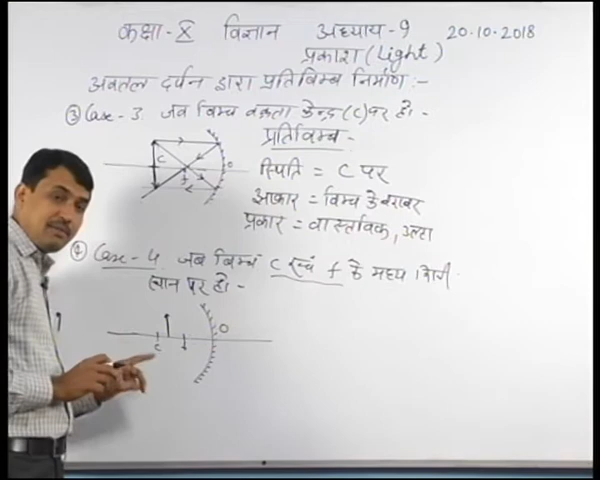 कक्षा-X विज्ञान अध्याय-9 20.10.2018
प्रकाश (Light)
अवतल दर्पन द्वारा प्रतिबिम्ब निर्माण :-
③ Case-3. जब बिम्ब वक्रता केन्द्र (C) पर हो -
प्रतिबिम्ब -
C
O
स्थिति = C पर
आकार = बिम्ब के बराबर
प्रकार = वास्तविक, उल्टा
④ Case-4. जब बिम्ब C एवं f के मध्य किसी
स्थान पर हो -
O
C